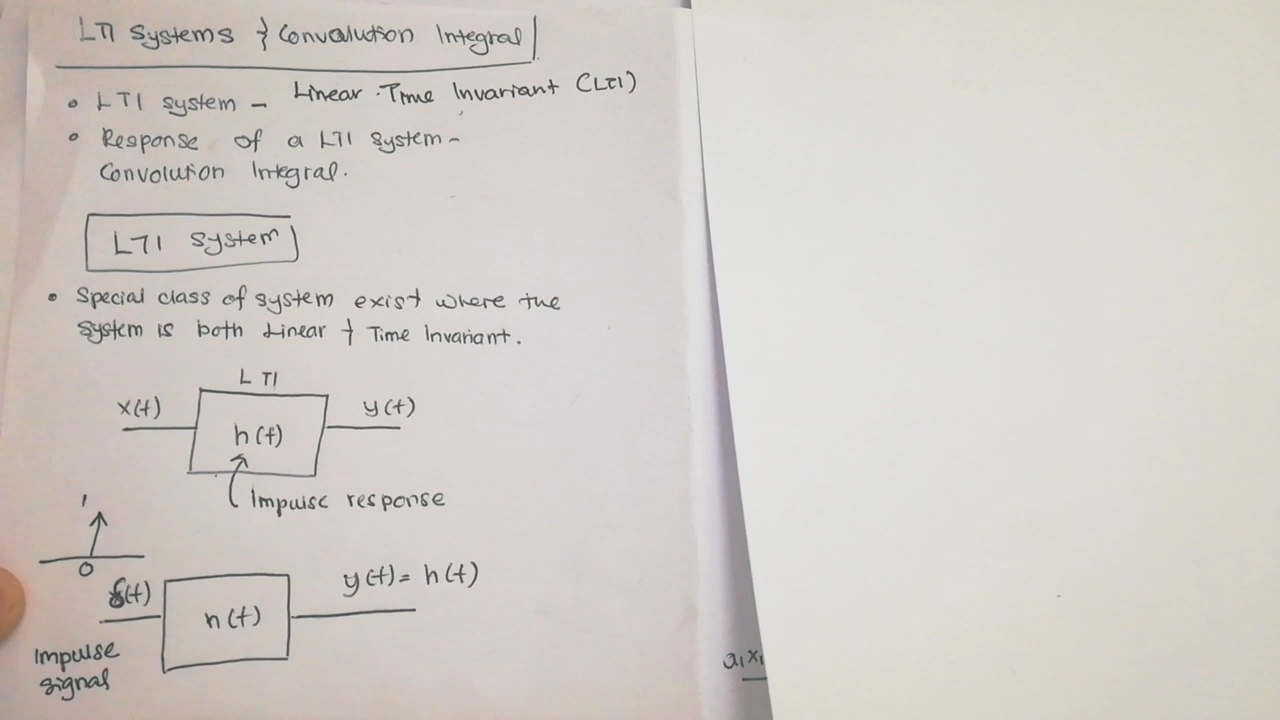 LTI Systems & Convolution Integral
• LTI system - Linear Time Invariant (LTI)
• Response of a LTI system -
Convolution Integral.
LTI System
• Special class of system exist where the
system is both Linear & Time Invariant.
LTI
x(t)
h(t)
y(t)
Impulse response
1
0
δ(t)
h(t)
y(t) = h(t)
Impulse
signal
a₁x₁